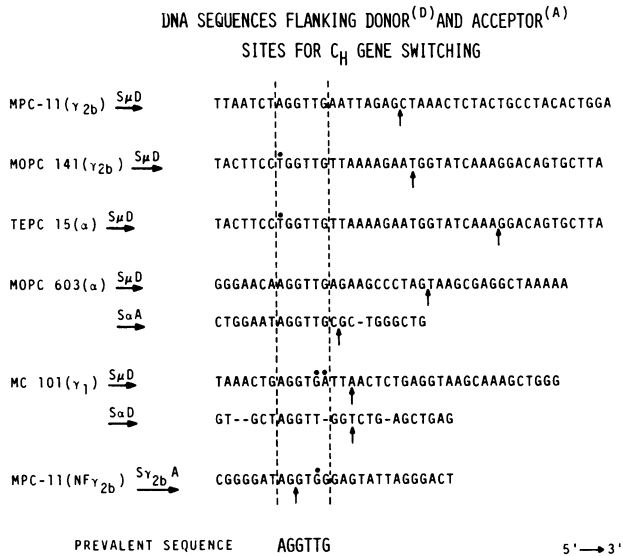 DNA SEQUENCES FLANKING DONOR(D) AND ACCEPTOR(A)
SITES FOR CH GENE SWITCHING
MPC-11(γ2b) SμD TTAATCTAGGTTGAATTAGAGCTAAACTCTACTGCCTACACTGGA
MOPC 141(γ2b) SμD TACTTCCTGGTTGTTAAAAGAATGGTATCAAAGGACAGTGCTTA
TEPC 15(α) SμD TACTTCCTGGTTGTTAAAAGAATGGTATCAAAGGACAGTGCTTA
MOPC 603(α) SμD GGGAACAAGGTTGAGAAGCCCTAGTAAGCGAGGCTAAAAA
SαA CTGGAATAGGTTGCGC-TGGGCTG
MC 101(γ1) SμD TAAACTGAGGTGATTAACTCTGAGGTAAGCAAAGCTGGG
SαD GT--GCTAGGTT-GGTCTG-AGCTGAG
MPC-11(NFγ2b) Sγ2bA CGGGGATAGGTGGGAGTATTAGGGACT
PREVALENT SEQUENCE AGGTTG 5'→3'